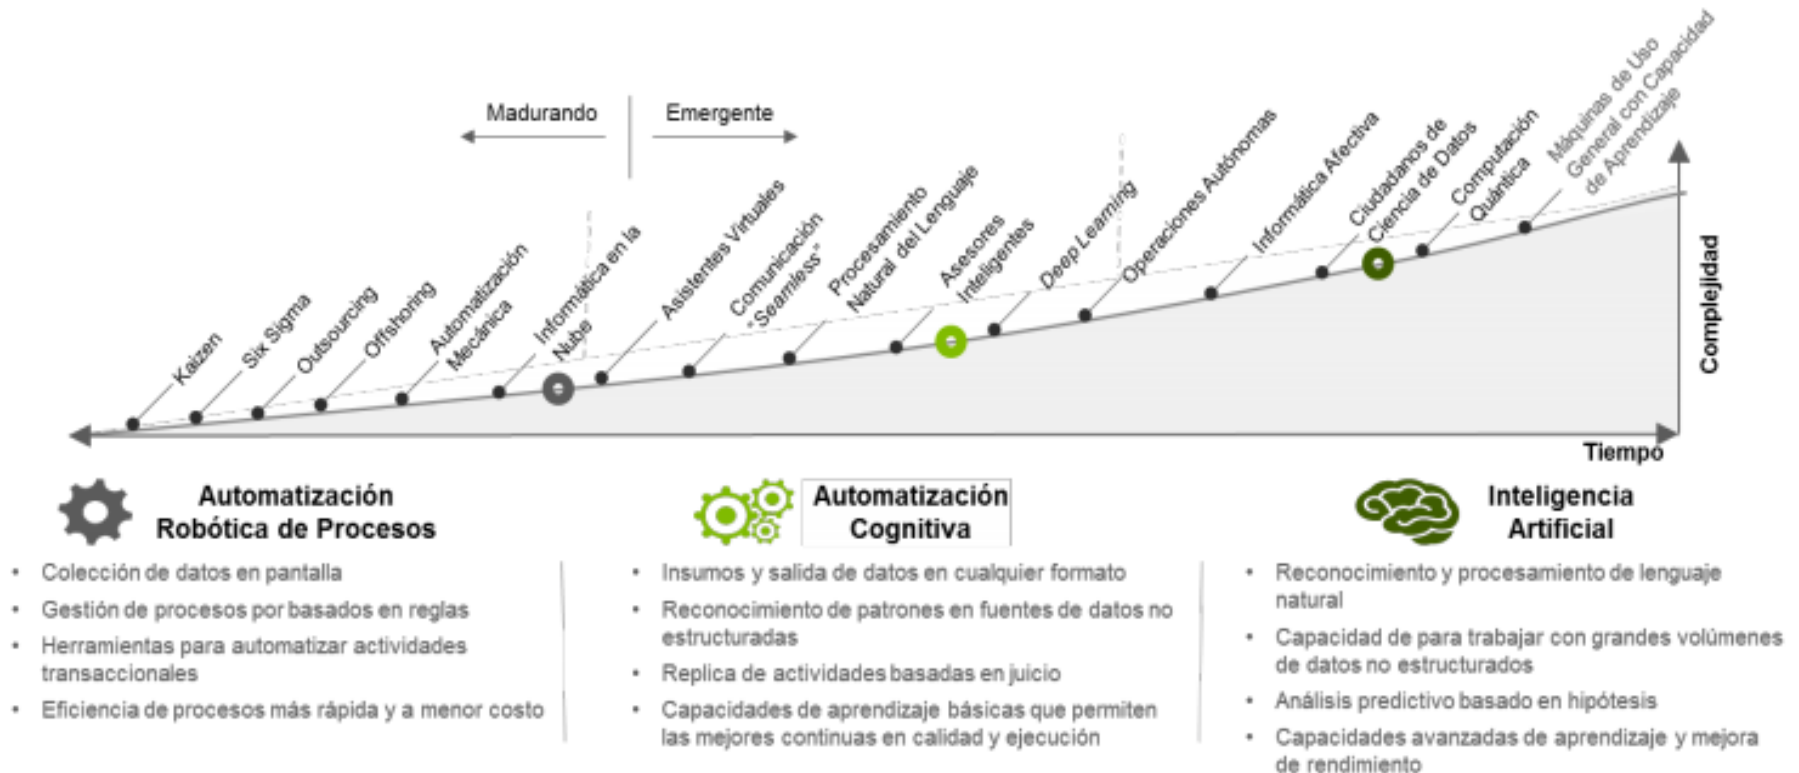 Madurando
Emergente
Kaizen
Six Sigma
Outsourcing
Offshoring
Automatización
Mecánica
Informática en la
Nube
Asistentes Virtuales
Comunicación
"Seamless"
Procesamiento
Natural del Lenguaje
Asesores
Inteligentes
Deep Learning
Operaciones Autónomas
Informática Afectiva
Ciudadanos de
Ciencia de Datos
Computación
Quántica
Máquinas de Uso
General con Capacidad
de Aprendizaje
Complejidad
Tiempo
Automatización
Robótica de Procesos
• Colección de datos en pantalla
• Gestión de procesos por basados en reglas
• Herramientas para automatizar actividades
transaccionales
• Eficiencia de procesos más rápida y a menor costo
Automatización
Cognitiva
• Insumos y salida de datos en cualquier formato
• Reconocimiento de patrones en fuentes de datos no
estructuradas
• Replica de actividades basadas en juicio
• Capacidades de aprendizaje básicas que permiten
las mejores continuas en calidad y ejecución
Inteligencia
Artificial
• Reconocimiento y procesamiento de lenguaje
natural
• Capacidad de para trabajar con grandes volúmenes
de datos no estructurados
• Análisis predictivo basado en hipótesis
• Capacidades avanzadas de aprendizaje y mejora
de rendimiento